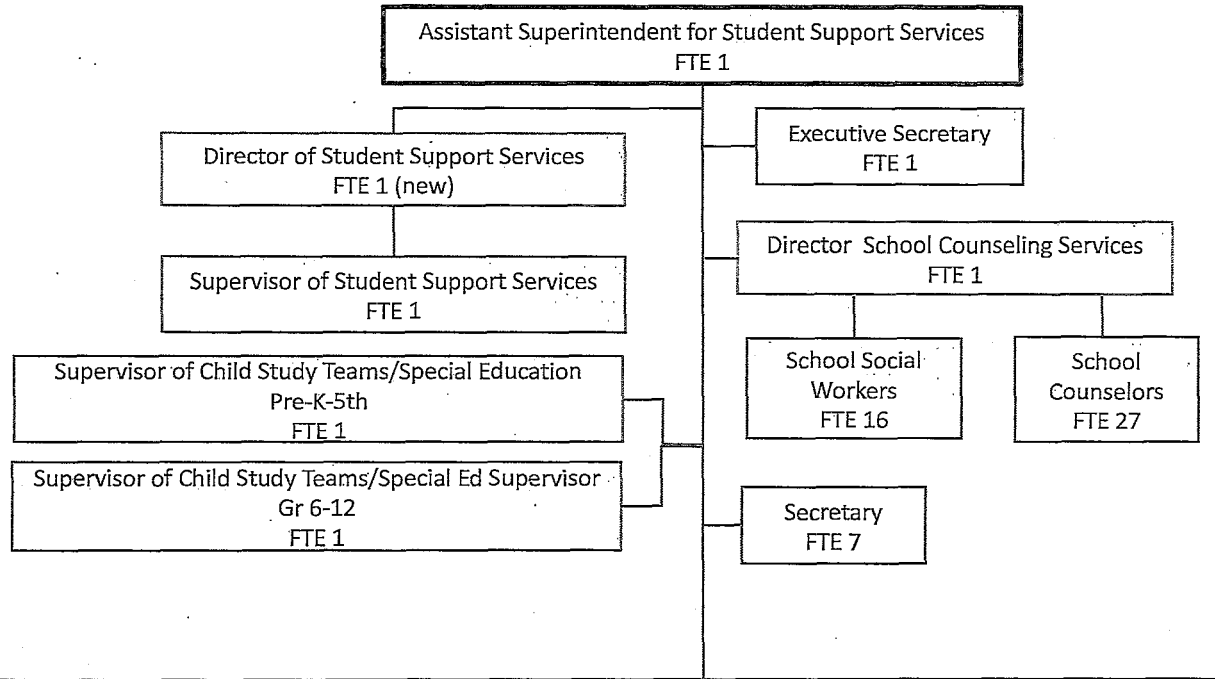 Assistant Superintendent for Student Support Services
FTE 1
Executive Secretary
FTE 1
Director of Student Support Services
FTE 1 (new)
Director School Counseling Services
FTE 1
Supervisor of Student Support Services
FTE 1
School Social
Workers
FTE 16
School
Counselors
FTE 27
Supervisor of Child Study Teams/Special Education
Pre-K-5th
FTE 1
Supervisor of Child Study Teams/Special Ed Supervisor
Gr 6-12
FTE 1
Secretary
FTE 7